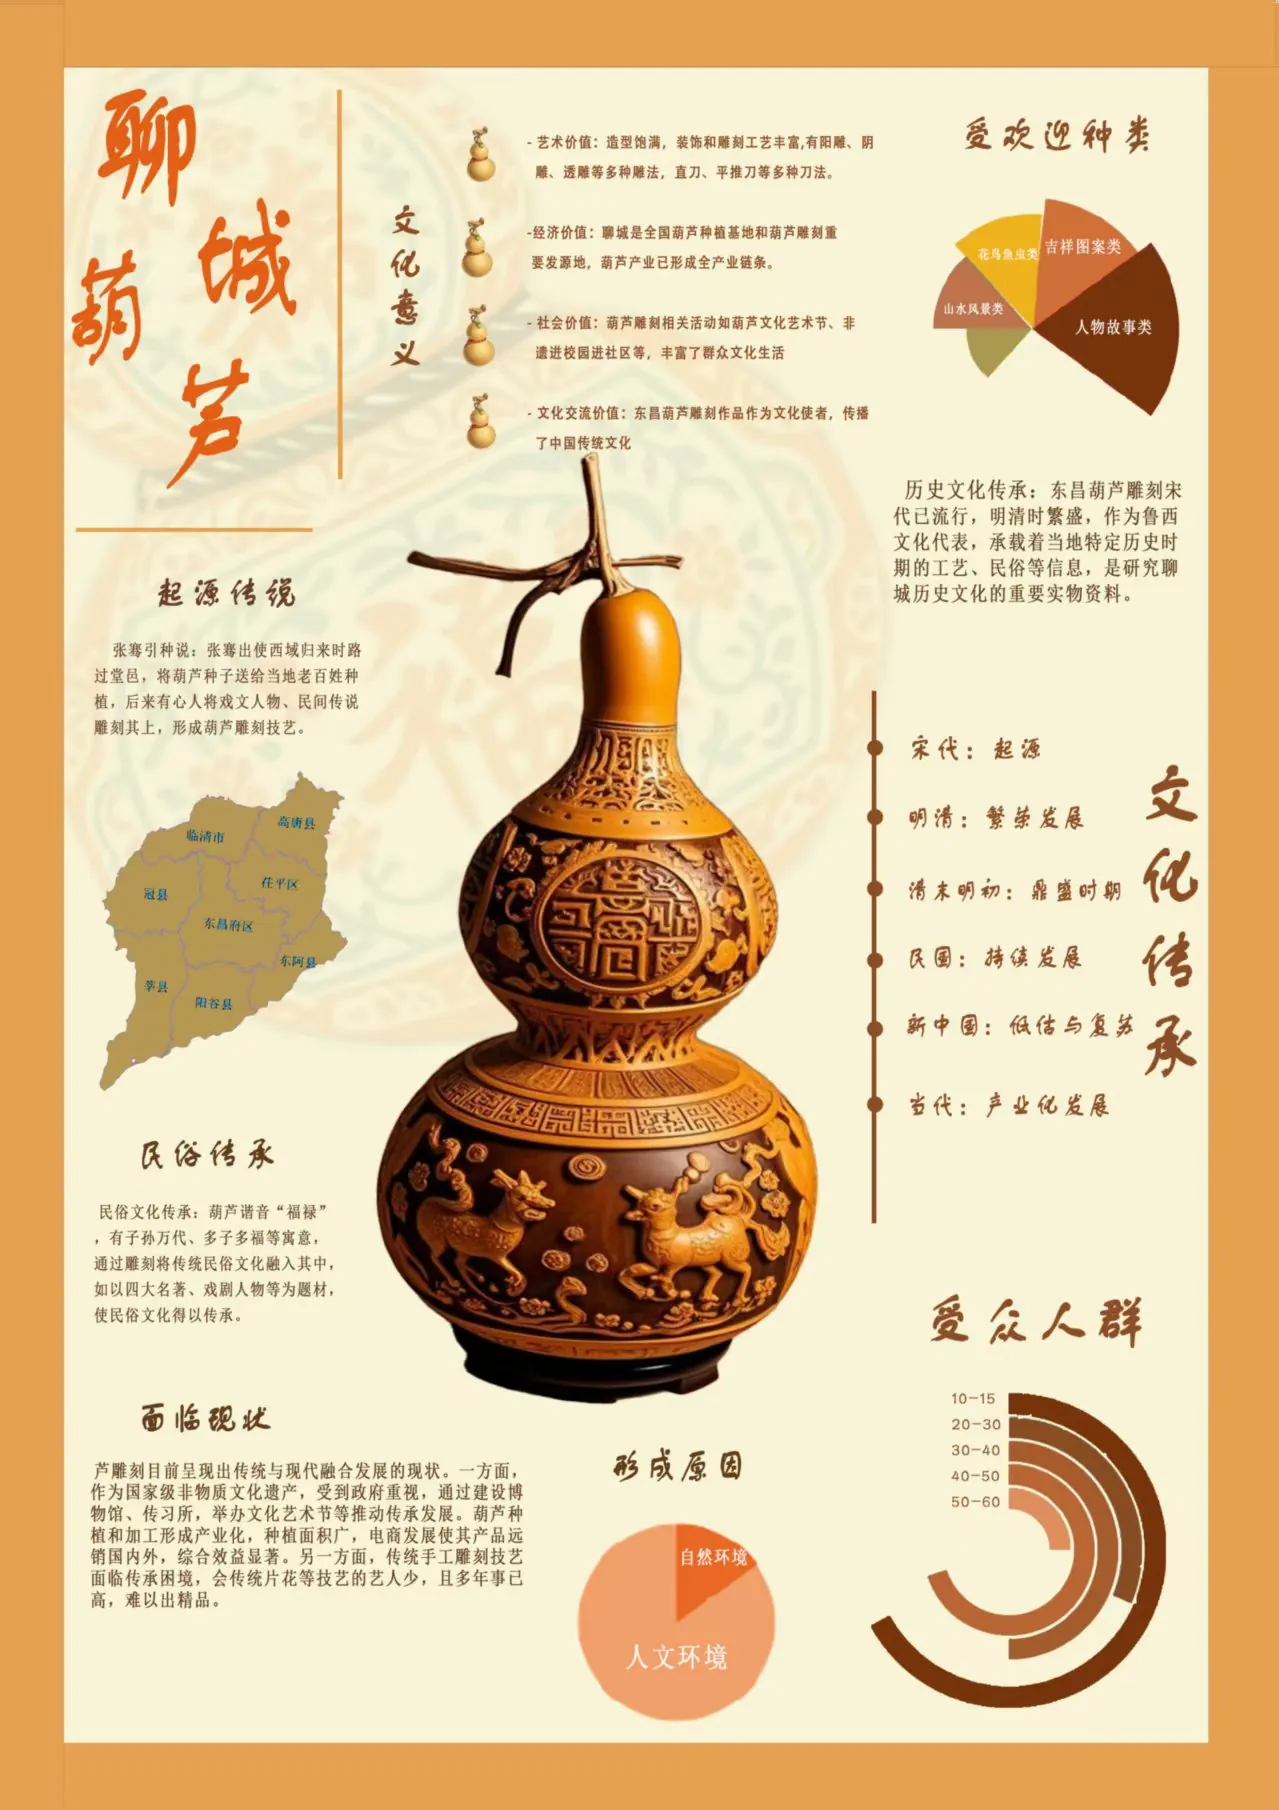 聊城葫芦
文化意义
- 艺术价值：造型饱满，装饰和雕刻工艺丰富,有阳雕、阴
雕、透雕等多种雕法，直刀、平推刀等多种刀法。
-经济价值：聊城是全国葫芦种植基地和葫芦雕刻重
要发源地，葫芦产业已形成全产业链条。
- 社会价值：葫芦雕刻相关活动如葫芦文化艺术节、非
遗进校园进社区等，丰富了群众文化生活
- 文化交流价值：东昌葫芦雕刻作品作为文化使者，传播
了中国传统文化
受欢迎种类
花鸟鱼虫类
吉祥图案类
山水风景类
人物故事类
历史文化传承：东昌葫芦雕刻宋
代已流行，明清时繁盛，作为鲁西
文化代表，承载着当地特定历史时
期的工艺、民俗等信息，是研究聊
城历史文化的重要实物资料。
起源传说
张骞引种说：张骞出使西域归来时路
过堂邑，将葫芦种子送给当地老百姓种
植，后来有心人将戏文人物、民间传说
雕刻其上，形成葫芦雕刻技艺。
高唐县
临清市
茌平区
冠县
东昌府区
东阿县
莘县
阳谷县
文化传承
宋代：起源
明清：繁荣发展
清末明初：鼎盛时期
民国：持续发展
新中国：低估与复苏
当代：产业化发展
民俗传承
民俗文化传承：葫芦谐音“福禄”
，有子孙万代、多子多福等寓意，
通过雕刻将传统民俗文化融入其中，
如以四大名著、戏剧人物等为题材，
使民俗文化得以传承。
面临现状
芦雕刻目前呈现出传统与现代融合发展的现状。一方面，
作为国家级非物质文化遗产，受到政府重视，通过建设博
物馆、传习所，举办文化艺术节等推动传承发展。葫芦种
植和加工形成产业化，种植面积广，电商发展使其产品远
销国内外，综合效益显著。另一方面，传统手工雕刻技艺
面临传承困境，会传统片花等技艺的艺人少，且多年事已
高，难以出精品。
形成原因
自然环境
人文环境
受众人群
10-15
20-30
30-40
40-50
50-60